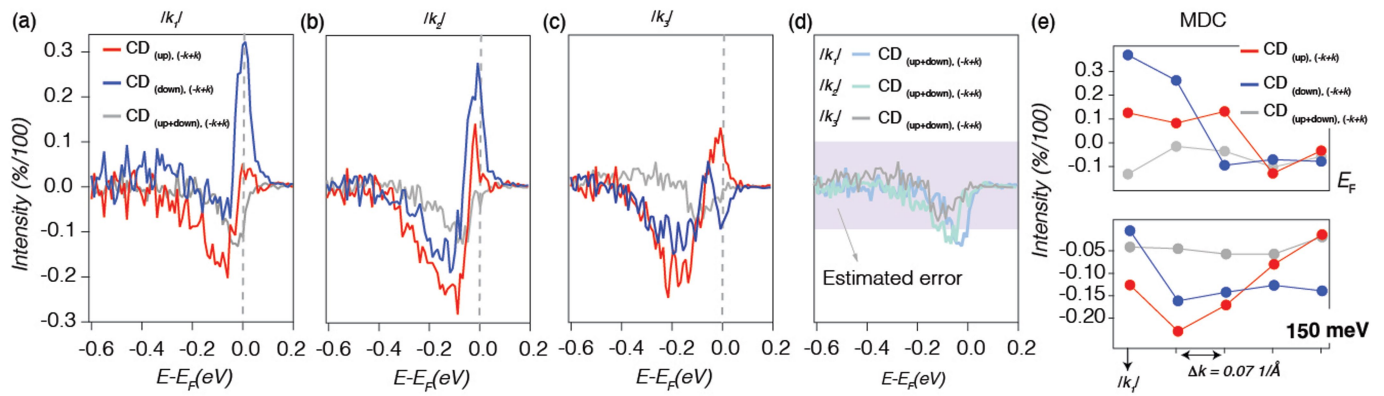 (a) /k1/
0.3
0.2
0.1
0.0
-0.1
-0.2
-0.3
Intensity (%/100)
CD (up), (-k+k)
CD (down), (-k+k)
CD (up+down), (-k+k)
-0.6 -0.4 -0.2 0.0 0.2
E-EF(eV)
(b) /k2/
-0.6 -0.4 -0.2 0.0 0.2
E-EF(eV)
(c) /k3/
-0.6 -0.4 -0.2 0.0 0.2
E-EF(eV)
(d)
/k1/ CD (up+down), (-k+k)
/k2/ CD (up+down), (-k+k)
/k3/ CD (up+down), (-k+k)
Estimated error
-0.6 -0.4 -0.2 0.0 0.2
E-EF(eV)
(e) MDC
CD (up), (-k+k)
CD (down), (-k+k)
CD (up+down), (-k+k)
0.3
0.2
0.1
0.0
-0.1
EF
Intensity (%/100)
-0.05
-0.10
-0.15
-0.20
150 meV
/k1/
Δk = 0.07 1/Å